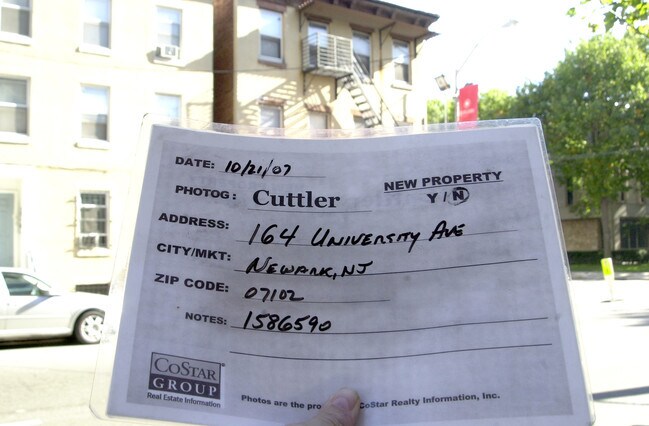 DATE: 10/21/07
PHOTOG: Cuttler
NEW PROPERTY
Y / N
ADDRESS: 164 UNIVERSITY AVE
CITY/MKT: NEWARK, NJ
ZIP CODE: 07102
NOTES: 1586590
COSTAR
GROUP
Real Estate Information
Photos are the pro CoStar Realty Information, Inc.